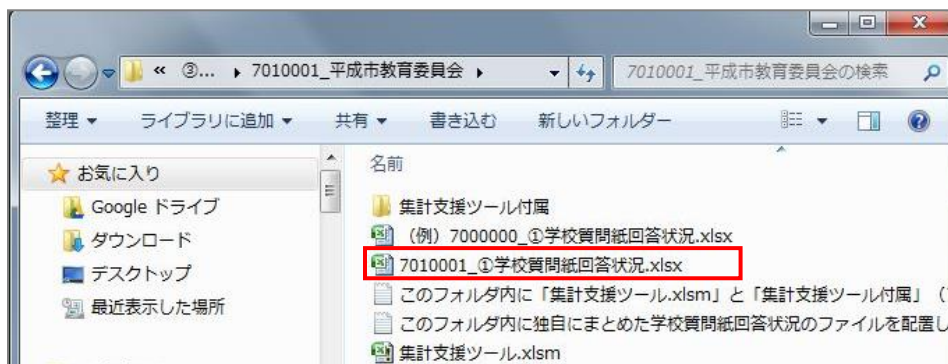 « ③... ▸ 7010001_平成市教育委員会 ▸ 7010001_平成市教育委員会の検索
整理 ▼ ライブラリに追加 ▼ 共有 ▼ 書き込む 新しいフォルダー
お気に入り
Google ドライブ
ダウンロード
デスクトップ
最近表示した場所
名前
集計支援ツール付属
(例)7000000_①学校質問紙回答状況.xlsx
7010001_①学校質問紙回答状況.xlsx
このフォルダ内に「集計支援ツール.xlsm」と「集計支援ツール付属」(
このフォルダ内に独自にまとめた学校質問紙回答状況のファイルを配置し
集計支援ツール.xlsm